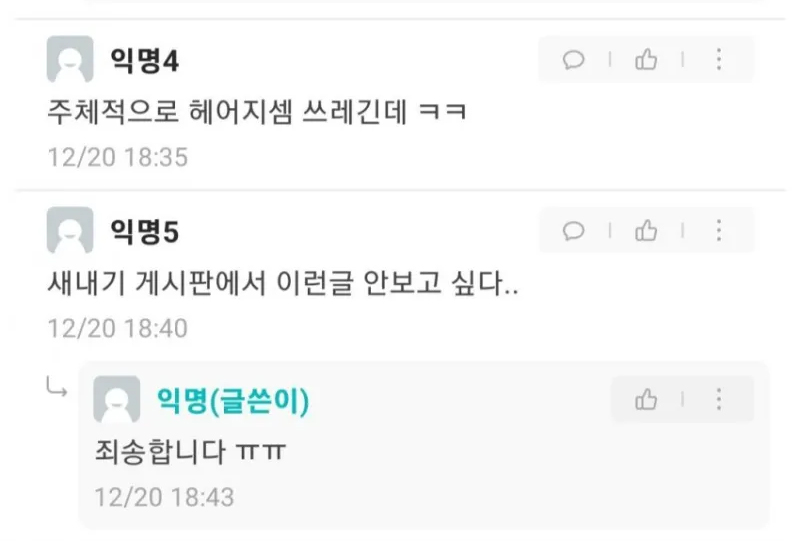 익명4
주체적으로 헤어지셈 쓰레긴데 ㅋㅋ
12/20 18:35
익명5
새내기 게시판에서 이런글 안보고 싶다..
12/20 18:40
익명(글쓴이)
죄송합니다 ㅠㅠ
12/20 18:43